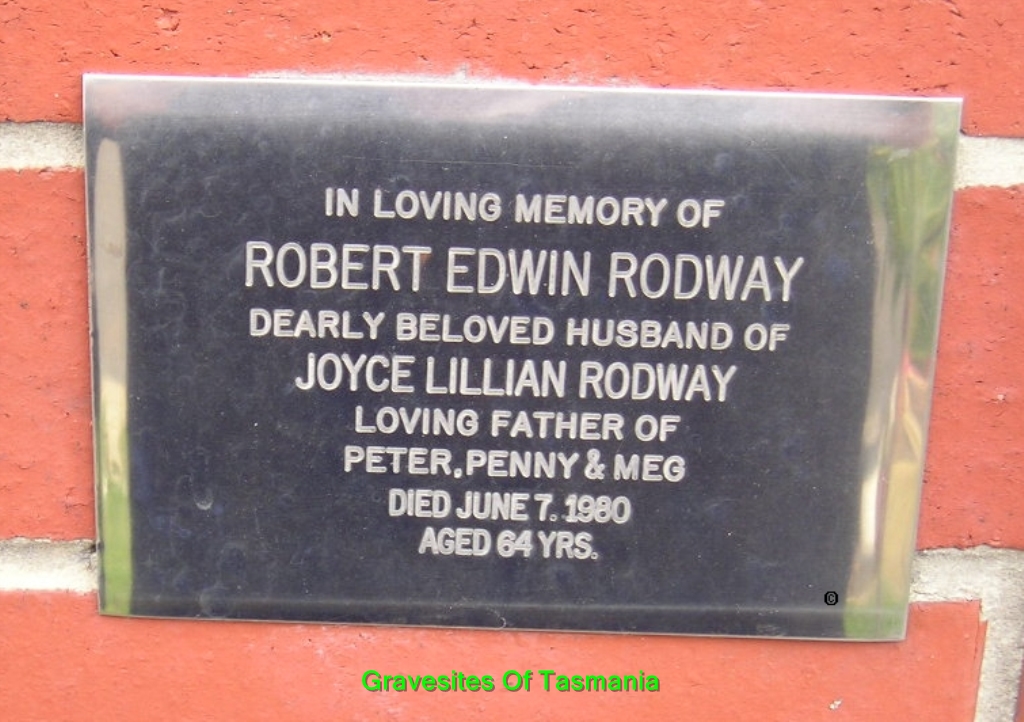 IN LOVING MEMORY OF
ROBERT EDWIN RODWAY
DEARLY BELOVED HUSBAND OF
JOYCE LILLIAN RODWAY
LOVING FATHER OF
PETER, PENNY & MEG
DIED JUNE 7. 1980
AGED 64 YRS.
©
Gravesites Of Tasmania